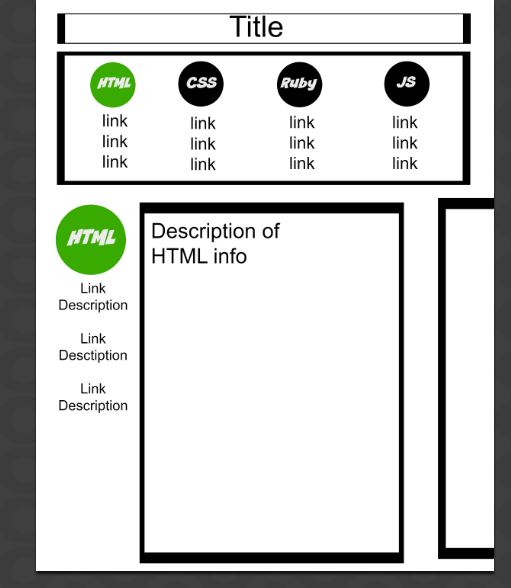 Title
HTML CSS Ruby JS
link link link link
link link link link
link link link link
HTML
Link
Description
Link
Desctiption
Link
Description
Description of
HTML info